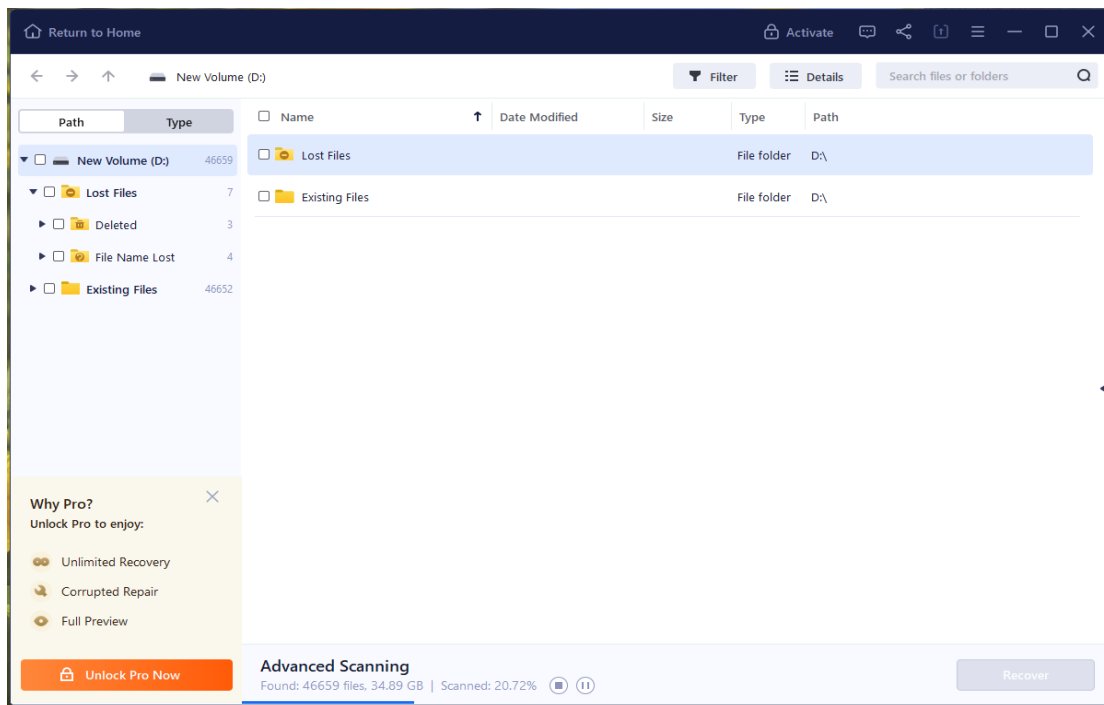 Return to Home
Activate
New Volume (D:)
Filter
Details
Search files or folders
Path Type
Name Date Modified Size Type Path
New Volume (D:) 46659
Lost Files 7
Deleted 3
File Name Lost 4
Existing Files 46652
Lost Files File folder D:\
Existing Files File folder D:\
Why Pro?
Unlock Pro to enjoy:
Unlimited Recovery
Corrupted Repair
Full Preview
Unlock Pro Now
Advanced Scanning
Found: 46659 files, 34.89 GB | Scanned: 20.72%
Recover